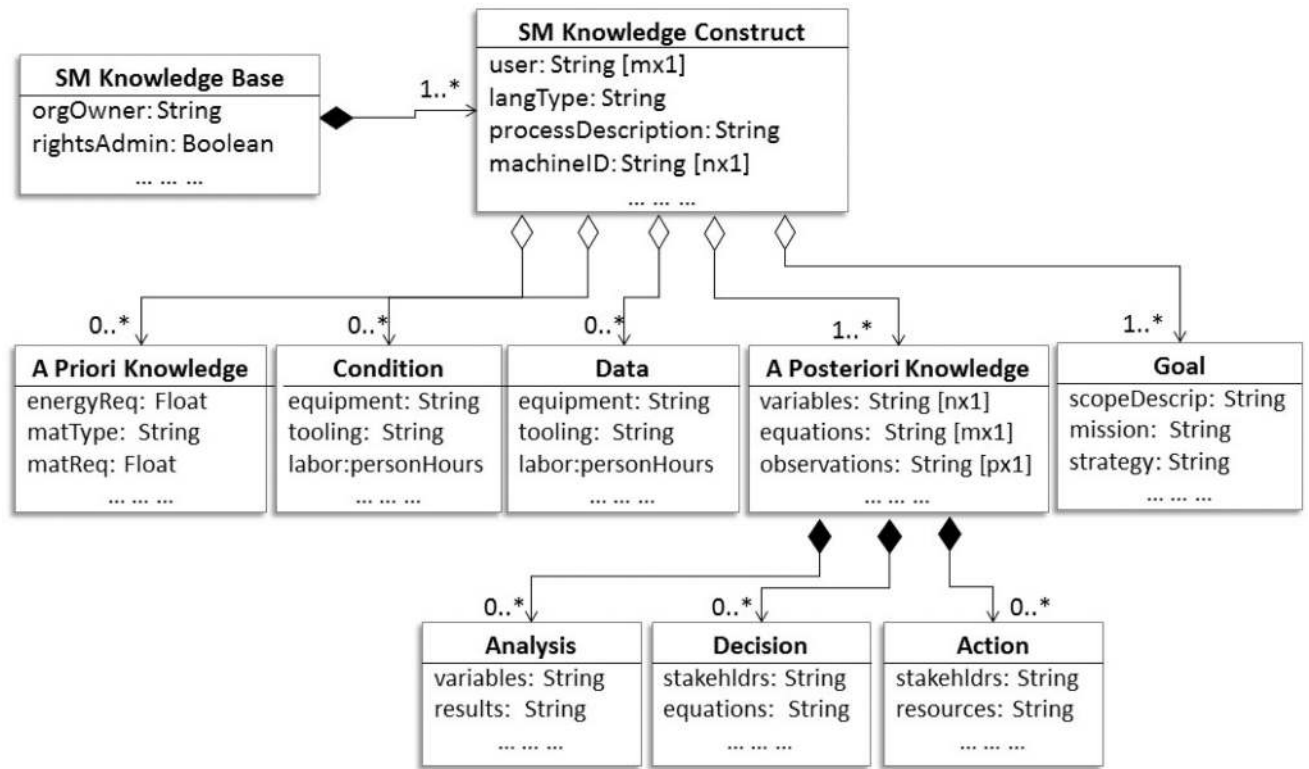 SM Knowledge Base
orgOwner: String
rightsAdmin: Boolean
... ... ...
1..*
SM Knowledge Construct
user: String [mx1]
langType: String
processDescription: String
machineID: String [nx1]
... ... ...
0..*
A Priori Knowledge
energyReq: Float
matType: String
matReq: Float
... ... ...
0..*
Condition
equipment: String
tooling: String
labor:personHours
... ... ...
0..*
Data
equipment: String
tooling: String
labor:personHours
... ... ...
1..*
A Posteriori Knowledge
variables: String [nx1]
equations: String [mx1]
observations: String [px1]
... ... ...
1..*
Goal
scopeDescrip: String
mission: String
strategy: String
... ... ...
0..*
Analysis
variables: String
results: String
... ... ...
0..*
Decision
stakehldrs: String
equations: String
... ... ...
0..*
Action
stakehldrs: String
resources: String
... ... ...